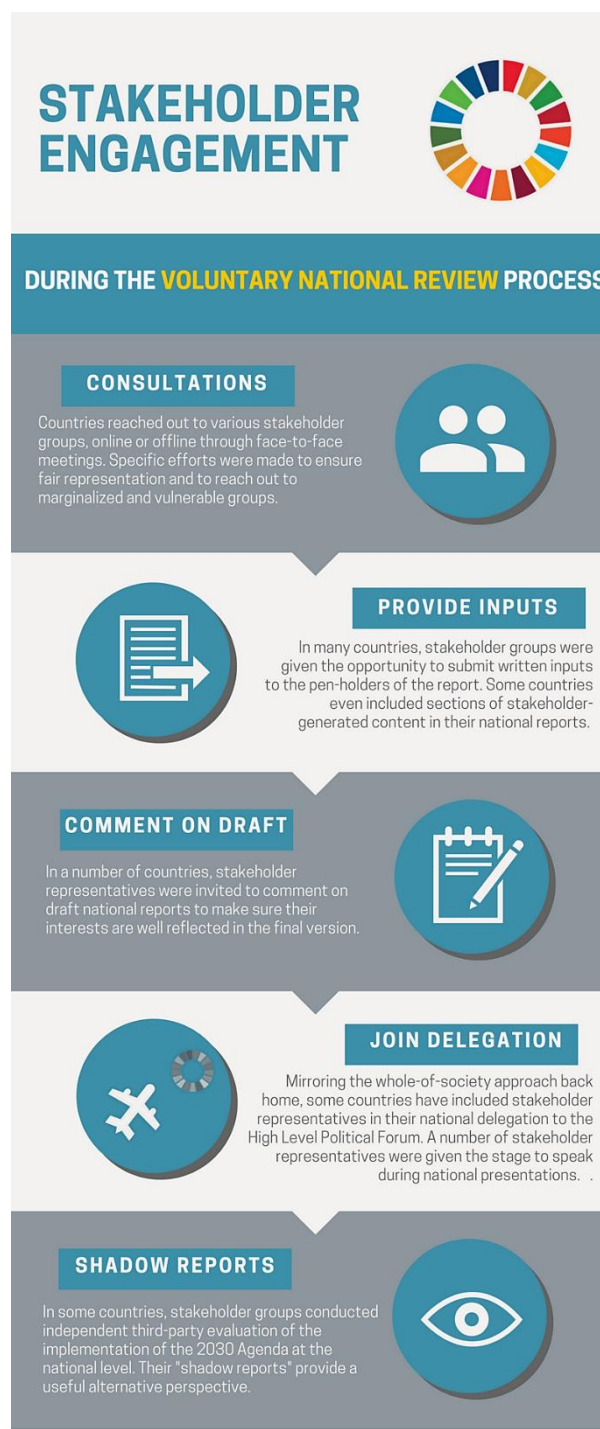 STAKEHOLDER
ENGAGEMENT
DURING THE VOLUNTARY NATIONAL REVIEW PROCESS
CONSULTATIONS
Countries reached out to various stakeholder
groups, online or offline through face-to-face
meetings. Specific efforts were made to ensure
fair representation and to reach out to
marginalized and vulnerable groups.
PROVIDE INPUTS
In many countries, stakeholder groups were
given the opportunity to submit written inputs
to the pen-holders of the report. Some countries
even included sections of stakeholder-
generated content in their national reports.
COMMENT ON DRAFT
In a number of countries, stakeholder
representatives were invited to comment on
draft national reports to make sure their
interests are well reflected in the final version.
JOIN DELEGATION
Mirroring the whole-of-society approach back
home, some countries have included stakeholder
representatives in their national delegation to the
High Level Political Forum. A number of stakeholder
representatives were given the stage to speak
during national presentations. .
SHADOW REPORTS
In some countries, stakeholder groups conducted
independent third-party evaluation of the
implementation of the 2030 Agenda at the
national level. Their "shadow reports" provide a
useful alternative perspective.